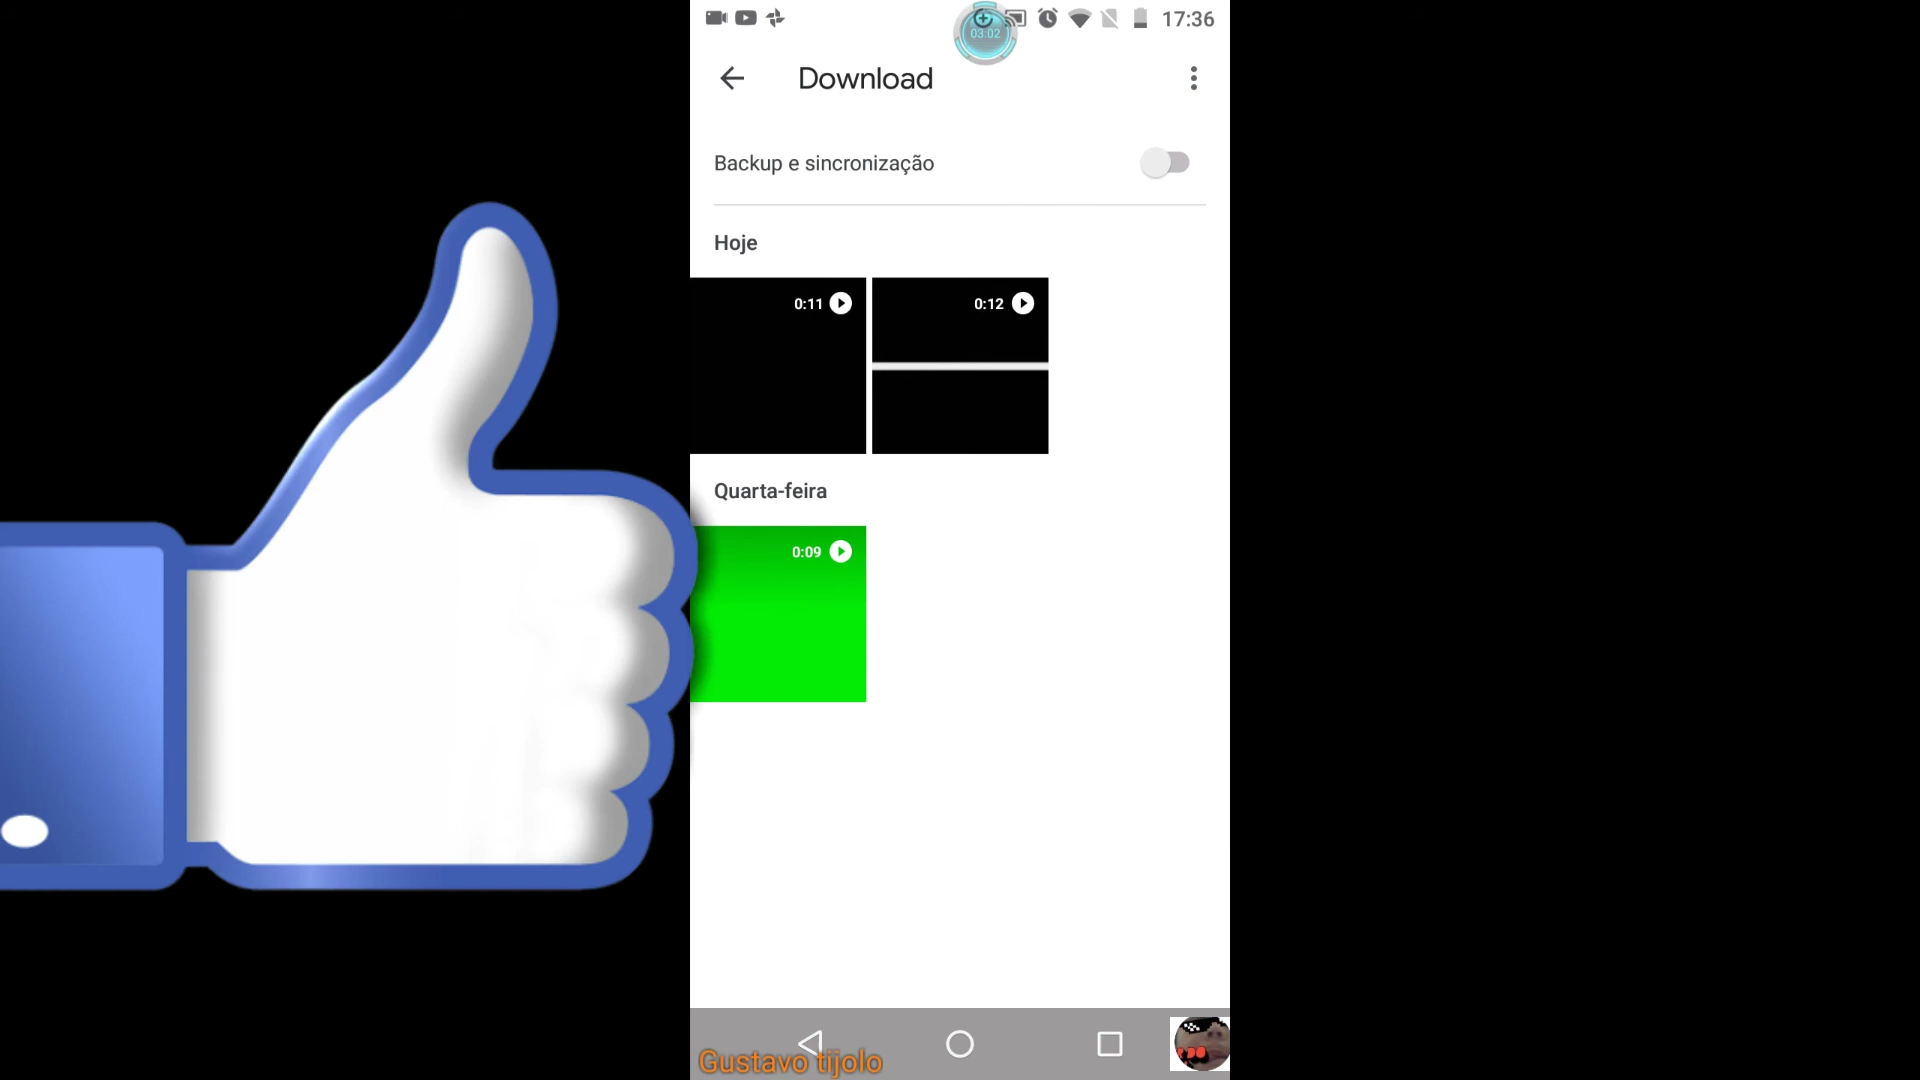 03:02
17:36
Download
Backup e sincronização
Hoje
0:11
0:12
Quarta-feira
0:09
Gustavo tijolo